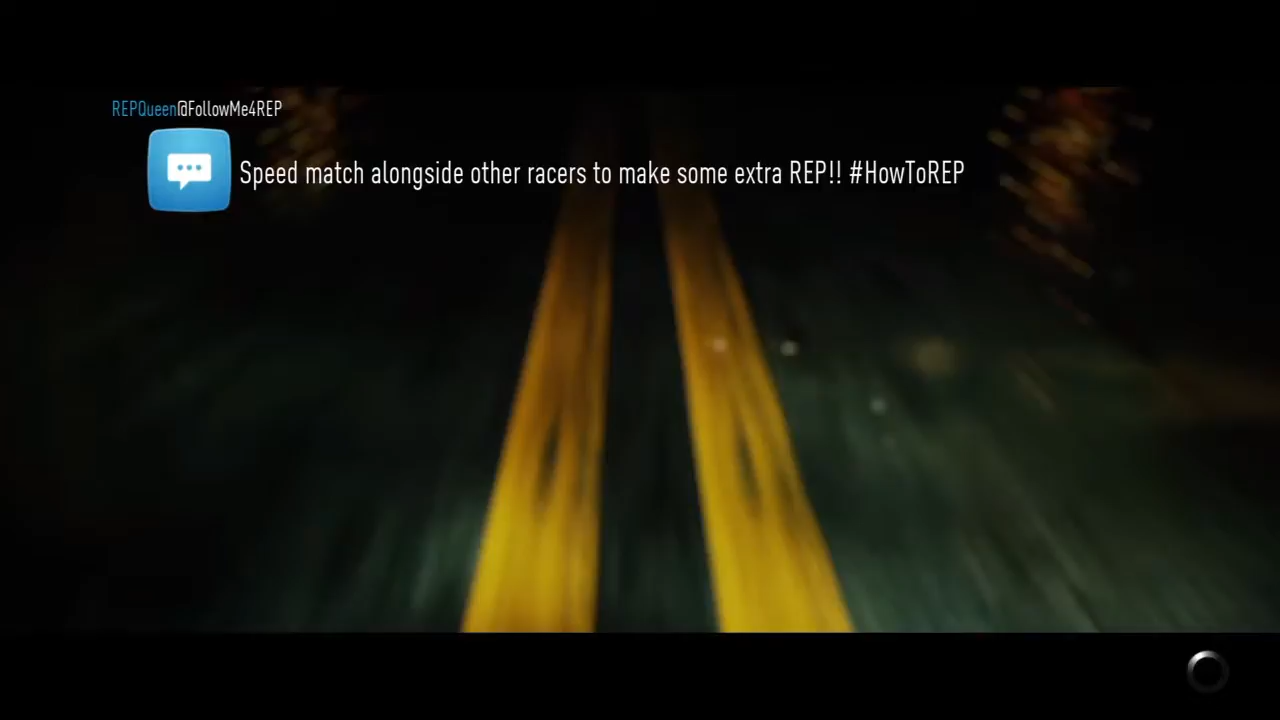 REPQueen@FollowMe4REP
Speed match alongside other racers to make some extra REP!! #HowToREP